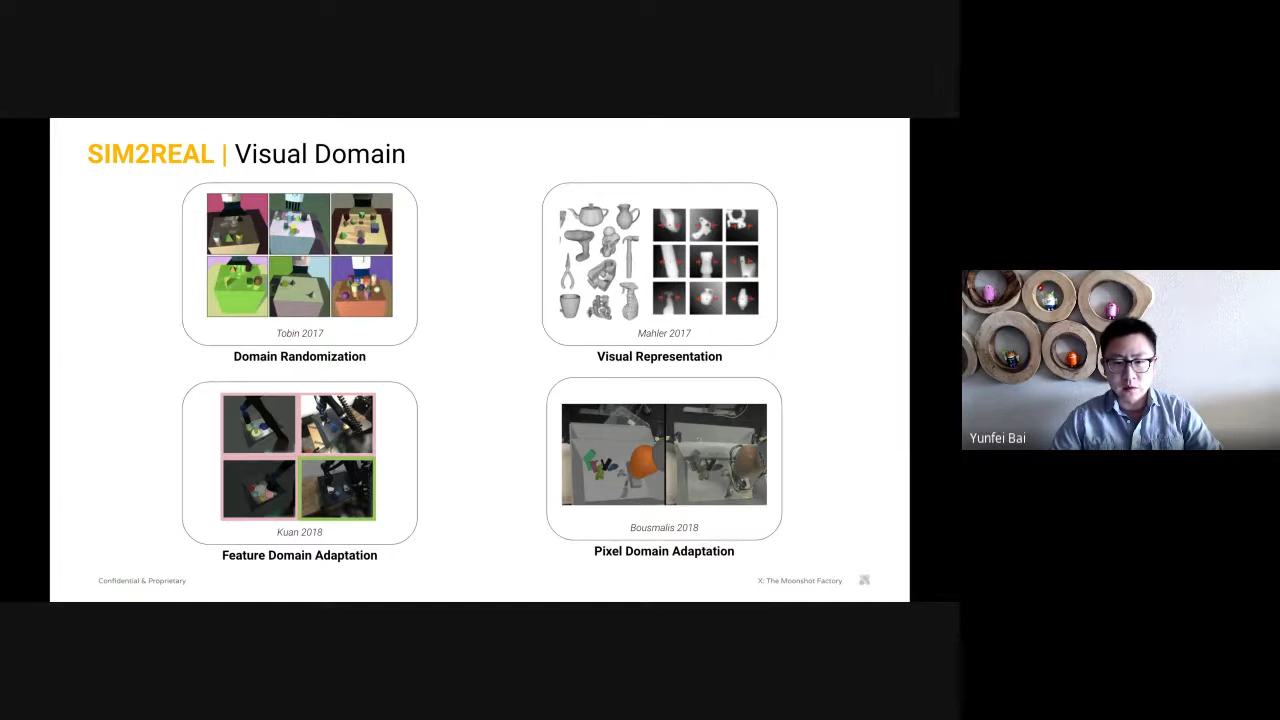 SIM2REAL | Visual Domain
Tobin 2017
Domain Randomization
Mahler 2017
Visual Representation
Kuan 2018
Feature Domain Adaptation
Bousmalis 2018
Pixel Domain Adaptation
Confidential & Proprietary
X: The Moonshot Factory
Yunfei Bai